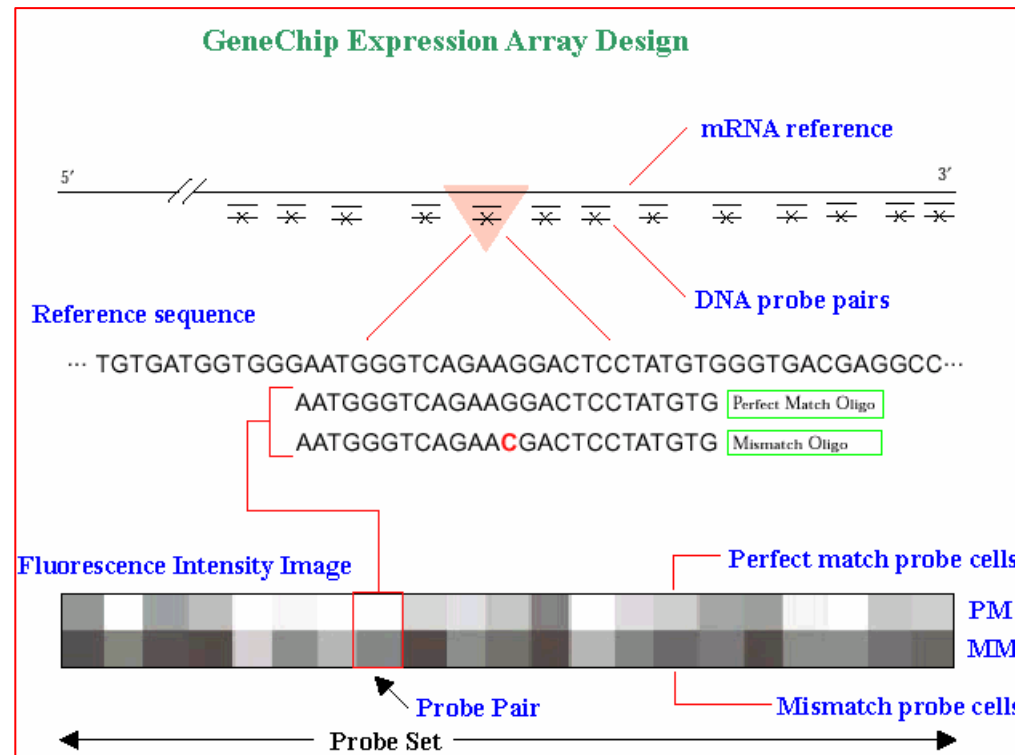 GeneChip Expression Array Design
mRNA reference
5′
3′
DNA probe pairs
Reference sequence
··· TGTGATGGTGGGAATGGGTCAGAAGGACTCCTATGTGGGTGACGAGGCC···
AATGGGTCAGAAGGACTCCTATGTG
Perfect Match Oligo
AATGGGTCAGAACGACTCCTATGTG
Mismatch Oligo
Fluorescence Intensity Image
Perfect match probe cells
PM
MM
Probe Pair
Mismatch probe cells
Probe Set